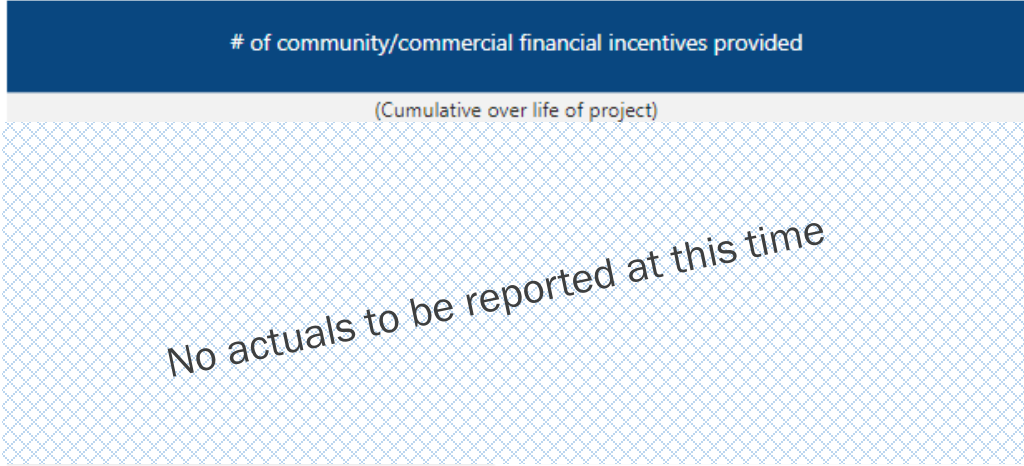 # of community/commercial financial incentives provided
(Cumulative over life of project)
No actuals to be reported at this time